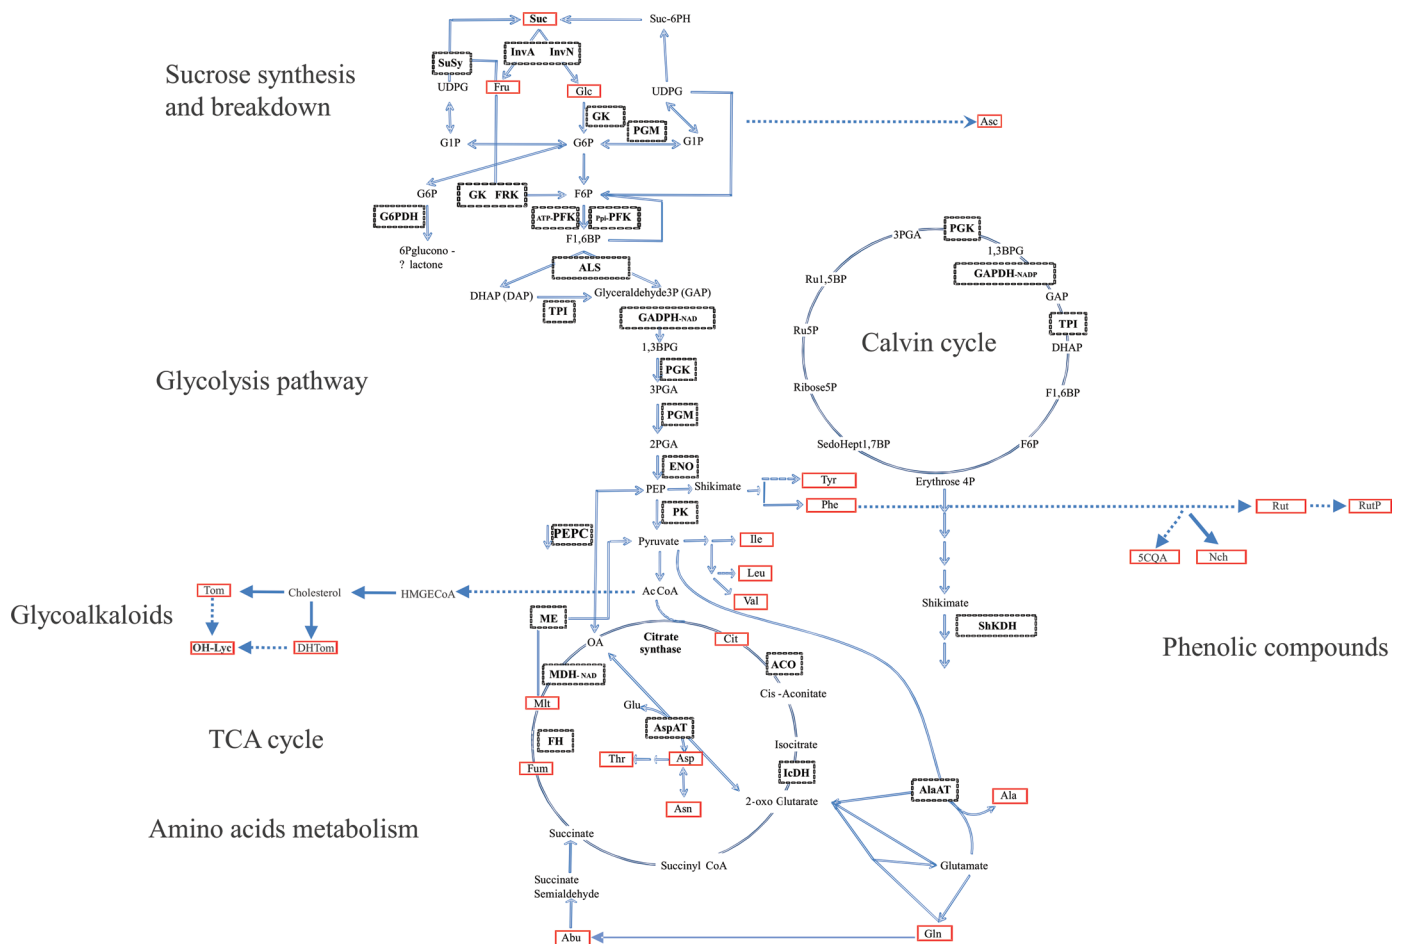 Suc
Suc-6PH
InvA InvN
SuSy
Sucrose synthesis
and breakdown
UDPG
Fru
Glc
UDPG
GK
PGM
Asc
G1P
G6P
G1P
G6P
GK FRK
F6P
G6PDH
ATP-PFK
Ppi-PFK
F1,6BP
6Pglucono -
? lactone
ALS
DHAP (DAP)
Glyceraldehyde3P (GAP)
TPI
GADPH-NAD
1,3BPG
Glycolysis pathway
PGK
3PGA
PGM
2PGA
ENO
PEP
Shikimate
Tyr
Phe
PK
PEPC
Pyruvate
Ile
Leu
Val
3PGA
PGK
1,3BPG
GAPDH-NADP
Ru1,5BP
GAP
TPI
Ru5P
Calvin cycle
DHAP
Ribose5P
F1,6BP
SedoHept1,7BP
F6P
Erythrose 4P
Rut
RutP
5CQA
Nch
Shikimate
ShKDH
Phenolic compounds
Tom
Cholesterol
HMGECoA
AcCoA
Glycoalkaloids
OH-Lyc
DHTom
ME
OA
Citrate
synthase
Cit
ACO
MDH- NAD
Cis -Aconitate
Mlt
Glu
TCA cycle
FH
AspAT
Isocitrate
Thr
Asp
Fum
IcDH
Asn
2-oxo Glutarate
AlaAT
Ala
Amino acids metabolism
Succinate
Succinyl CoA
Glutamate
Succinate
Semialdehyde
Abu
Gln